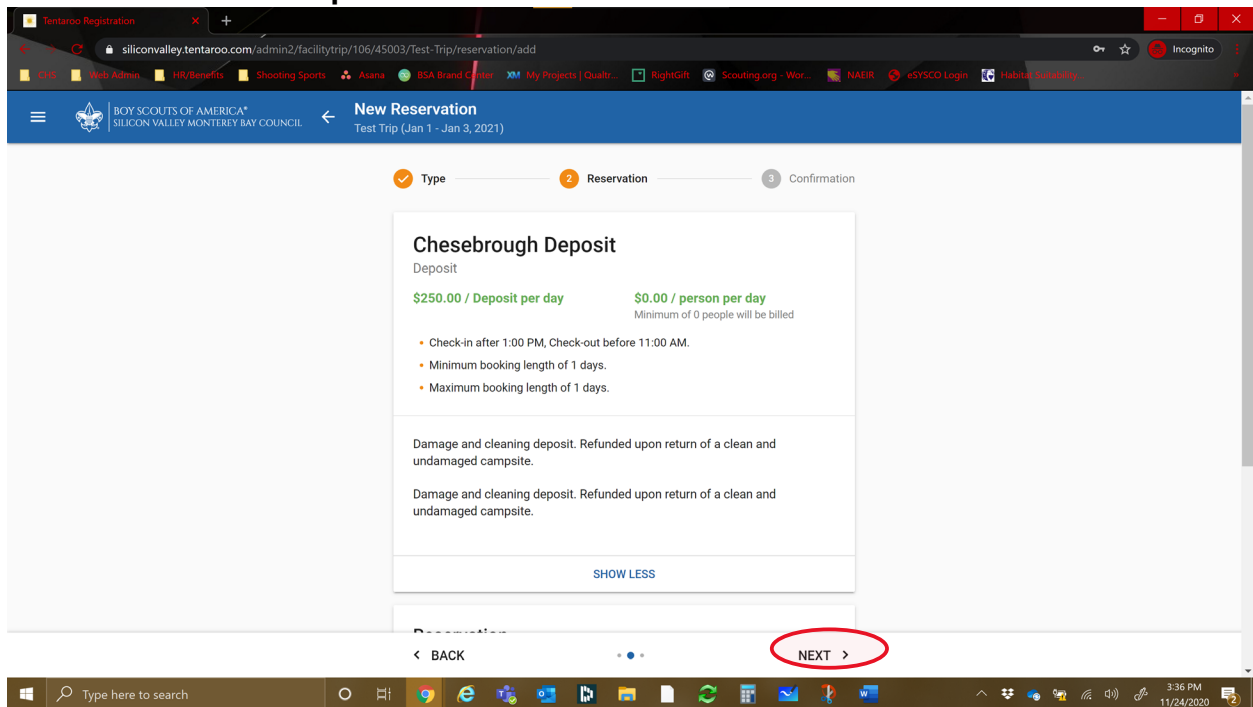 Tentaroo Registration
siliconvalley.tentaroo.com/admin2/facilitytrip/106/45003/Test-Trip/reservation/add
Incognito
CHS Web Admin HR/Benefits Shooting Sports Asana BSA Brand Center My Projects | Qualtr... RightGift Scouting.org - Wor... NAEIR eSYSCO Login Habitat Suitability...
BOY SCOUTS OF AMERICA®
SILICON VALLEY MONTEREY BAY COUNCIL
New Reservation
Test Trip (Jan 1 - Jan 3, 2021)
Type 2 Reservation 3 Confirmation
Chesebrough Deposit
Deposit
$250.00 / Deposit per day $0.00 / person per day
Minimum of 0 people will be billed
• Check-in after 1:00 PM, Check-out before 11:00 AM.
• Minimum booking length of 1 days.
• Maximum booking length of 1 days.
Damage and cleaning deposit. Refunded upon return of a clean and
undamaged campsite.
Damage and cleaning deposit. Refunded upon return of a clean and
undamaged campsite.
SHOW LESS
Reservation
< BACK NEXT >
Type here to search
3:36 PM
11/24/2020
2